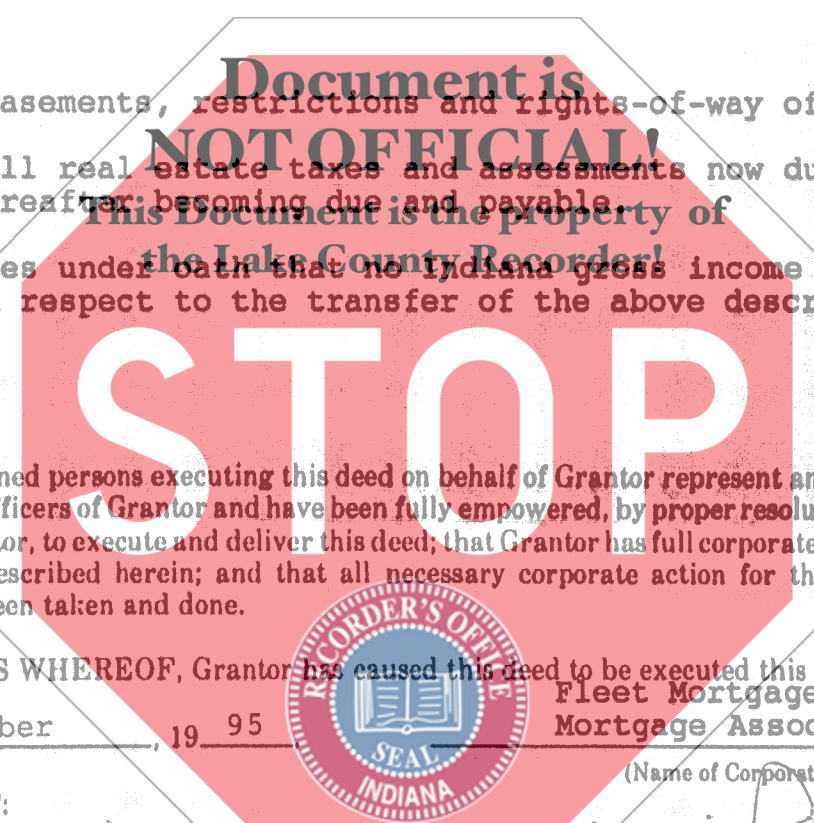 Document is
asements, restrictions and rights-of-way of
NOT OFFICIAL!
ll real estate taxes and assessments now du
reafter becoming due and payable.
This Document is the property of
the Lake County Recorder!
es under oath that no Indiana gross income
respect to the transfer of the above descr
STOP
ned persons executing this deed on behalf of Grantor represent an
fficers of Grantor and have been fully empowered, by proper resolu
or, to execute and deliver this deed; that Grantor has full corporate
escribed herein; and that all necessary corporate action for th
een taken and done.
S WHEREOF, Grantor has caused this deed to be executed this
Fleet Mortgage
ber, 19 95.
Mortgage Assoc
(Name of Corporat
RECORDER'S OFFICE
SEAL
INDIANA